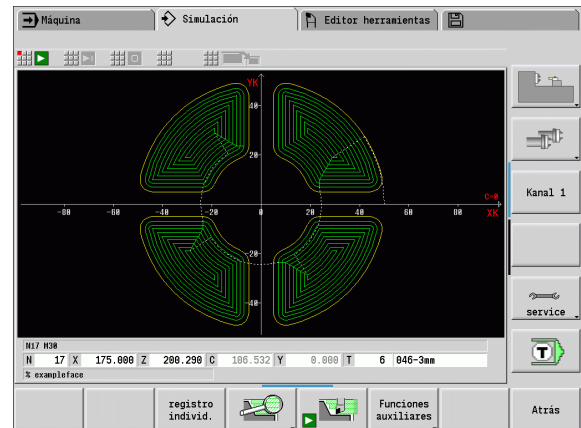 Máquina
Simulación
Editor herramientas
YK
40
20
C=0
-80 -60 -40 -20 0 20 40 60 80 XK
-20
-40
N17 M30
N 17 X 175.000 Z 200.290 C 106.532 Y 0.000 T 6 046-3mm
% exampleface
Kanal 1
service
T
registro individ.
Funciones auxiliares
Atrás